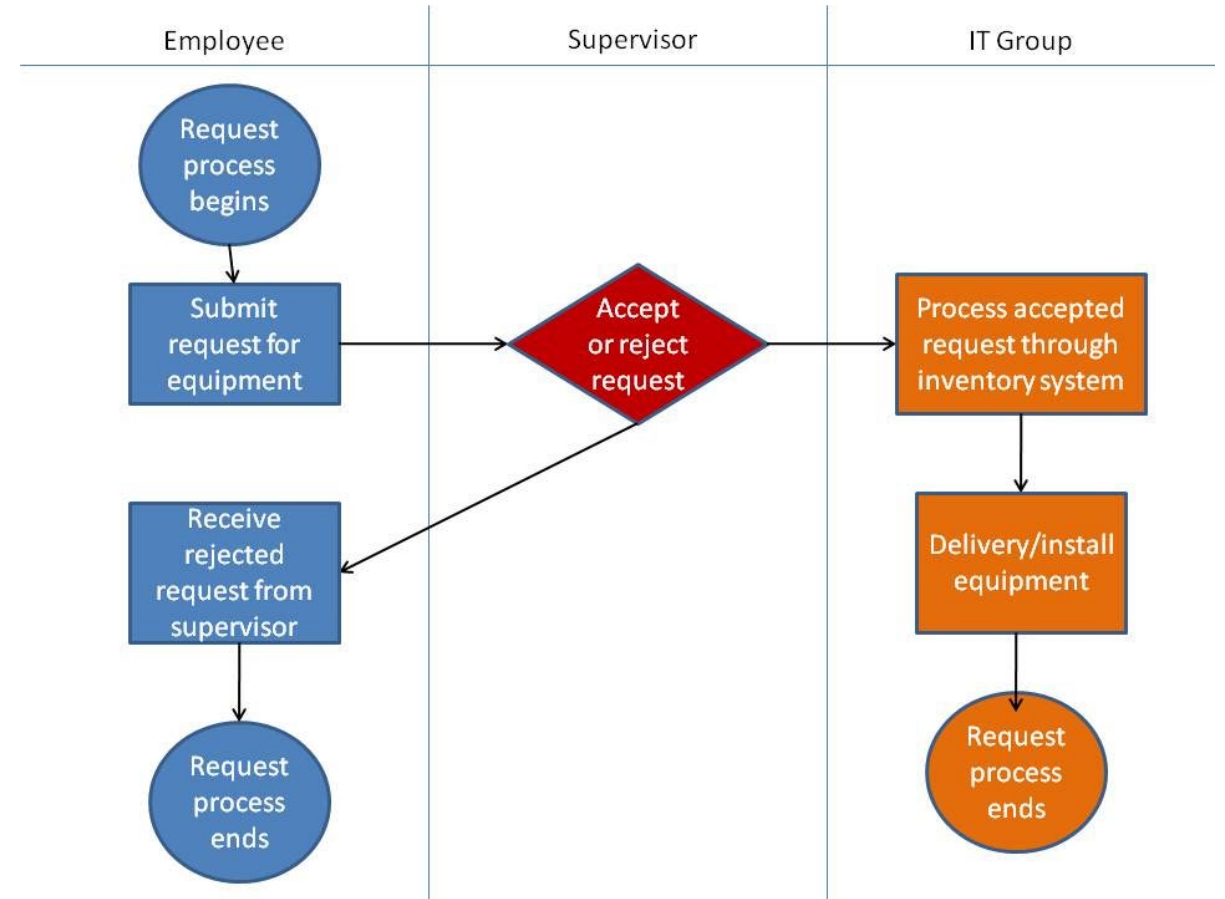 Employee
Supervisor
IT Group
Request
process
begins
Submit
request for
equipment
Accept
or reject
request
Process accepted
request through
inventory system
Receive
rejected
request from
supervisor
Delivery/install
equipment
Request
process
ends
Request
process
ends